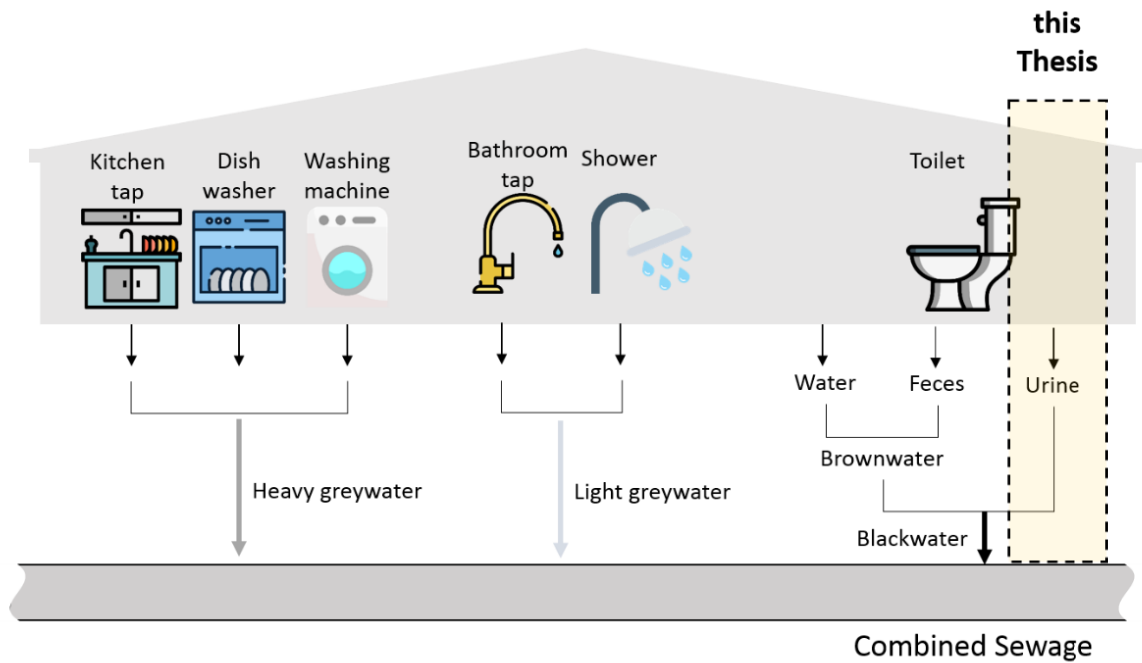 this
Thesis
Kitchen
tap
Dish
washer
Washing
machine
Bathroom
tap
Shower
Toilet
Water
Feces
Urine
Brownwater
Heavy greywater
Light greywater
Blackwater
Combined Sewage